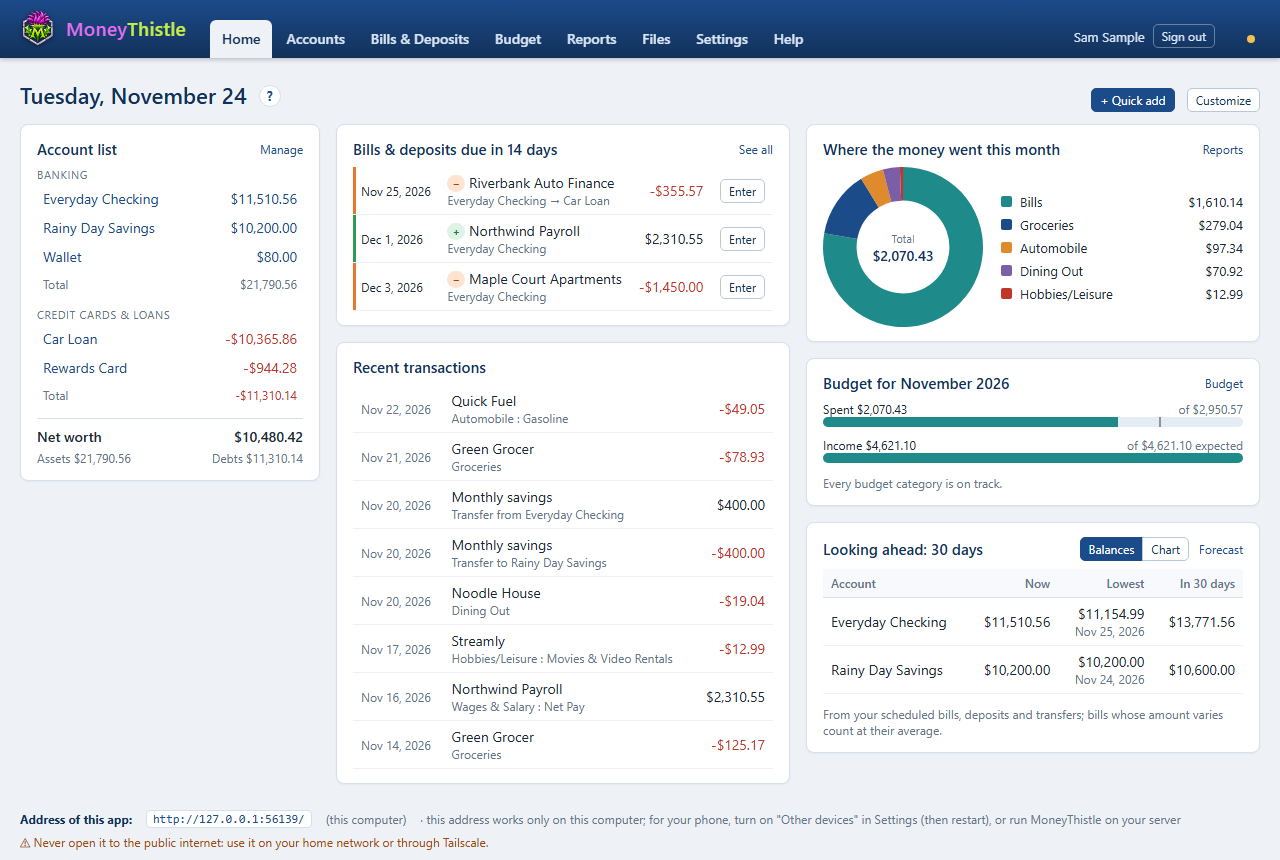 MoneyThistle
Home
Accounts
Bills & Deposits
Budget
Reports
Files
Settings
Help
Sam Sample
Sign out
Tuesday, November 24
?
+ Quick add
Customize
Account list
Manage
BANKING
Everyday Checking $11,510.56
Rainy Day Savings $10,200.00
Wallet $80.00
Total $21,790.56
CREDIT CARDS & LOANS
Car Loan -$10,365.86
Rewards Card -$944.28
Total -$11,310.14
Net worth $10,480.42
Assets $21,790.56 Debts $11,310.14
Bills & deposits due in 14 days
See all
Nov 25, 2026 − Riverbank Auto Finance -$355.57 Enter
Everyday Checking → Car Loan
Dec 1, 2026 + Northwind Payroll $2,310.55 Enter
Everyday Checking
Dec 3, 2026 − Maple Court Apartments -$1,450.00 Enter
Everyday Checking
Recent transactions
Nov 22, 2026 Quick Fuel -$49.05
Automobile : Gasoline
Nov 21, 2026 Green Grocer -$78.93
Groceries
Nov 20, 2026 Monthly savings $400.00
Transfer from Everyday Checking
Nov 20, 2026 Monthly savings -$400.00
Transfer to Rainy Day Savings
Nov 20, 2026 Noodle House -$19.04
Dining Out
Nov 17, 2026 Streamly -$12.99
Hobbies/Leisure : Movies & Video Rentals
Nov 16, 2026 Northwind Payroll $2,310.55
Wages & Salary : Net Pay
Nov 14, 2026 Green Grocer -$125.17
Groceries
Where the money went this month
Reports
Total
$2,070.43
Bills $1,610.14
Groceries $279.04
Automobile $97.34
Dining Out $70.92
Hobbies/Leisure $12.99
Budget for November 2026
Budget
Spent $2,070.43 of $2,950.57
Income $4,621.10 of $4,621.10 expected
Every budget category is on track.
Looking ahead: 30 days
Balances
Chart
Forecast
Account Now Lowest In 30 days
Everyday Checking $11,510.56 $11,154.99 $13,771.56
Nov 25, 2026
Rainy Day Savings $10,200.00 $10,200.00 $10,600.00
Nov 24, 2026
From your scheduled bills, deposits and transfers; bills whose amount varies
count at their average.
Address of this app: http://127.0.0.1:56139/ (this computer) · this address works only on this computer; for your phone, turn on "Other devices" in Settings (then restart), or run MoneyThistle on your server
⚠ Never open it to the public internet: use it on your home network or through Tailscale.